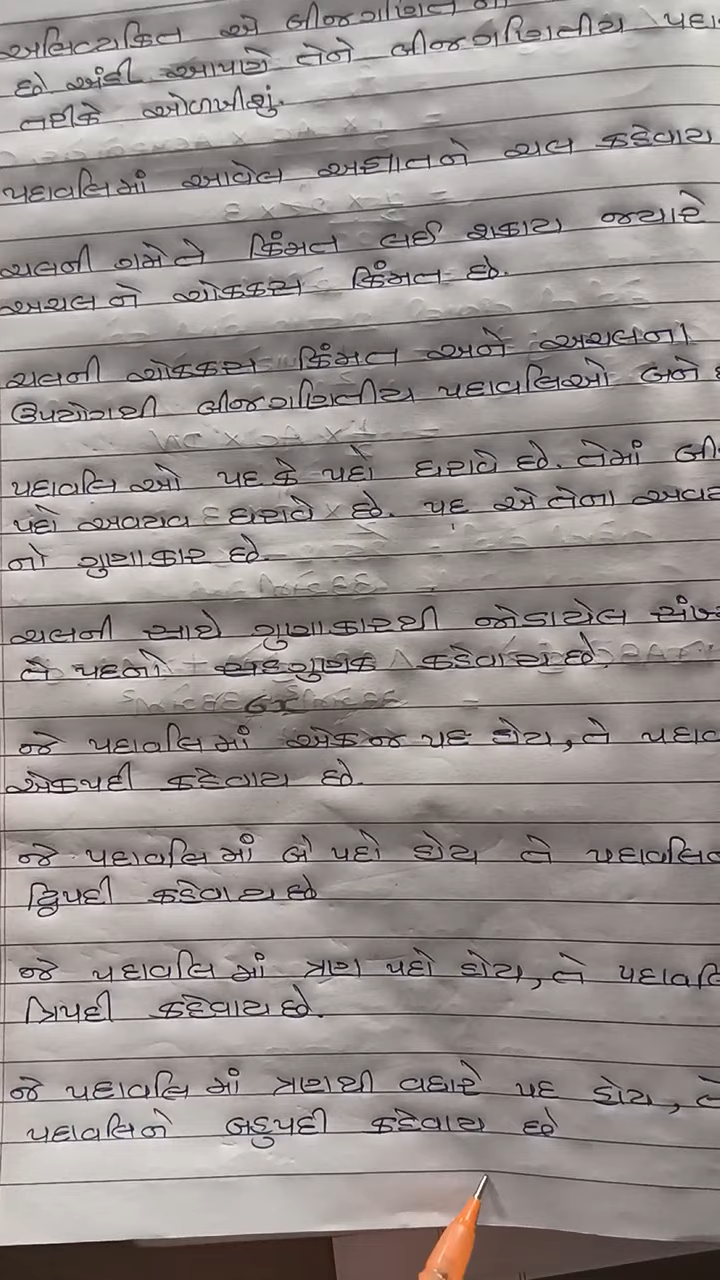 અભિવ્યકિત એ બીજગણિત ની
છે અહીં આપણે તેને બીજગણિતીય પદા
તરીકે ઓળખીશું.
પદાવલિમાં આવેલ અજ્ઞાતને ચલ કહેવાય
ચલની ગમે તે કિંમત લઈ શકાય જ્યારે
અચલ ને ચોકકસ કિંમત છે.
ચલની ચોકકસ કિંમત અને અચલના
ઉપયોગથી બીજગણિતીય પદાવલિઓ બને છે
પદાવલિ ઓ પદ કે પદો ધરાવે છે. તેમાં બી
પદો અવયવ ધરાવે છે. પદ એ તેના અવય
નો ગુણાકાર છે.
ચલની સાથે ગુણાકારથી જોડાયેલ સંખ્
તે પદનો સહગુણક કહેવાય છે.
6x
જે પદાવલિ માં એક જ પદ હોય, તે પદાવ
એકપદી કહેવાય છે.
જે પદાવલિ માં બે પદો હોય તે પદાવલિ
દ્વિપદી કહેવાય છે
જે પદાવલિ માં ત્રણ પદો હોય, તે પદાવલિ
ત્રિપદી કહેવાય છે.
જે પદાવલિ માં ત્રણથી વધારે પદ હોય, તે
પદાવલિને બહુપદી કહેવાય છે